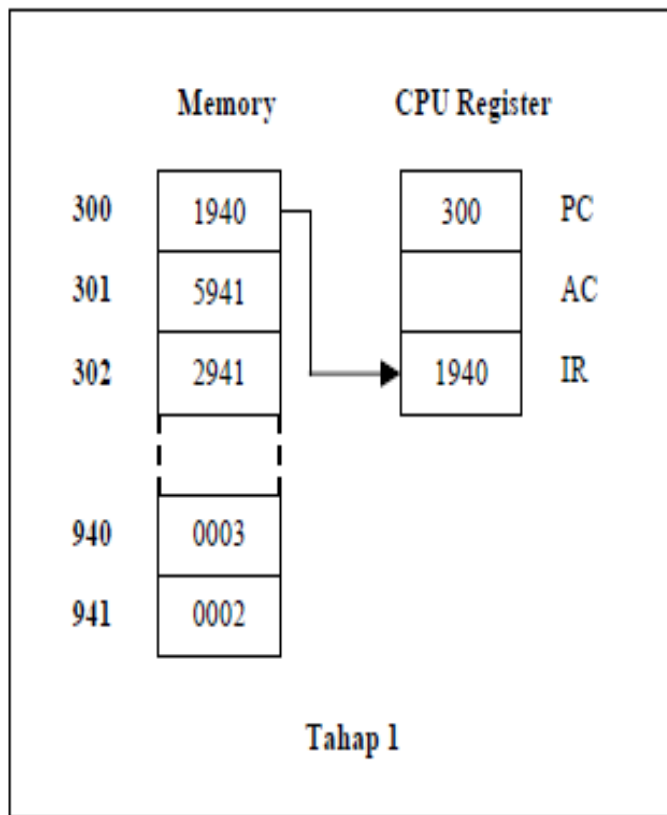 Memory CPU Register
300 1940 300 PC
301 5941 AC
302 2941 1940 IR
940 0003
941 0002
Tahap 1